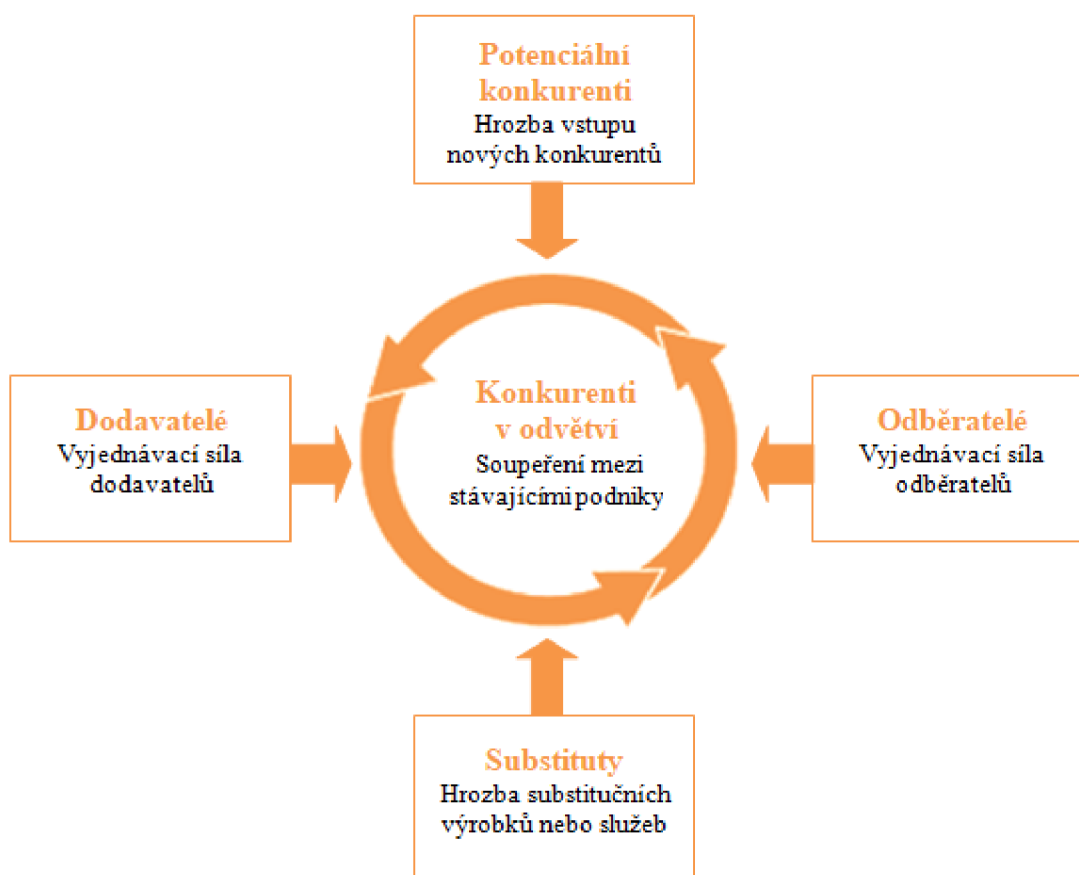 Potenciální
konkurenti
Hrozba vstupu
nových konkurentů
Dodavatelé
Vyjednávací síla
dodavatelů
Konkurenti
v odvětví
Soupeření mezi
stávajícími podniky
Odběratelé
Vyjednávací síla
odběratelů
Substituty
Hrozba substitučních
výrobků nebo služeb